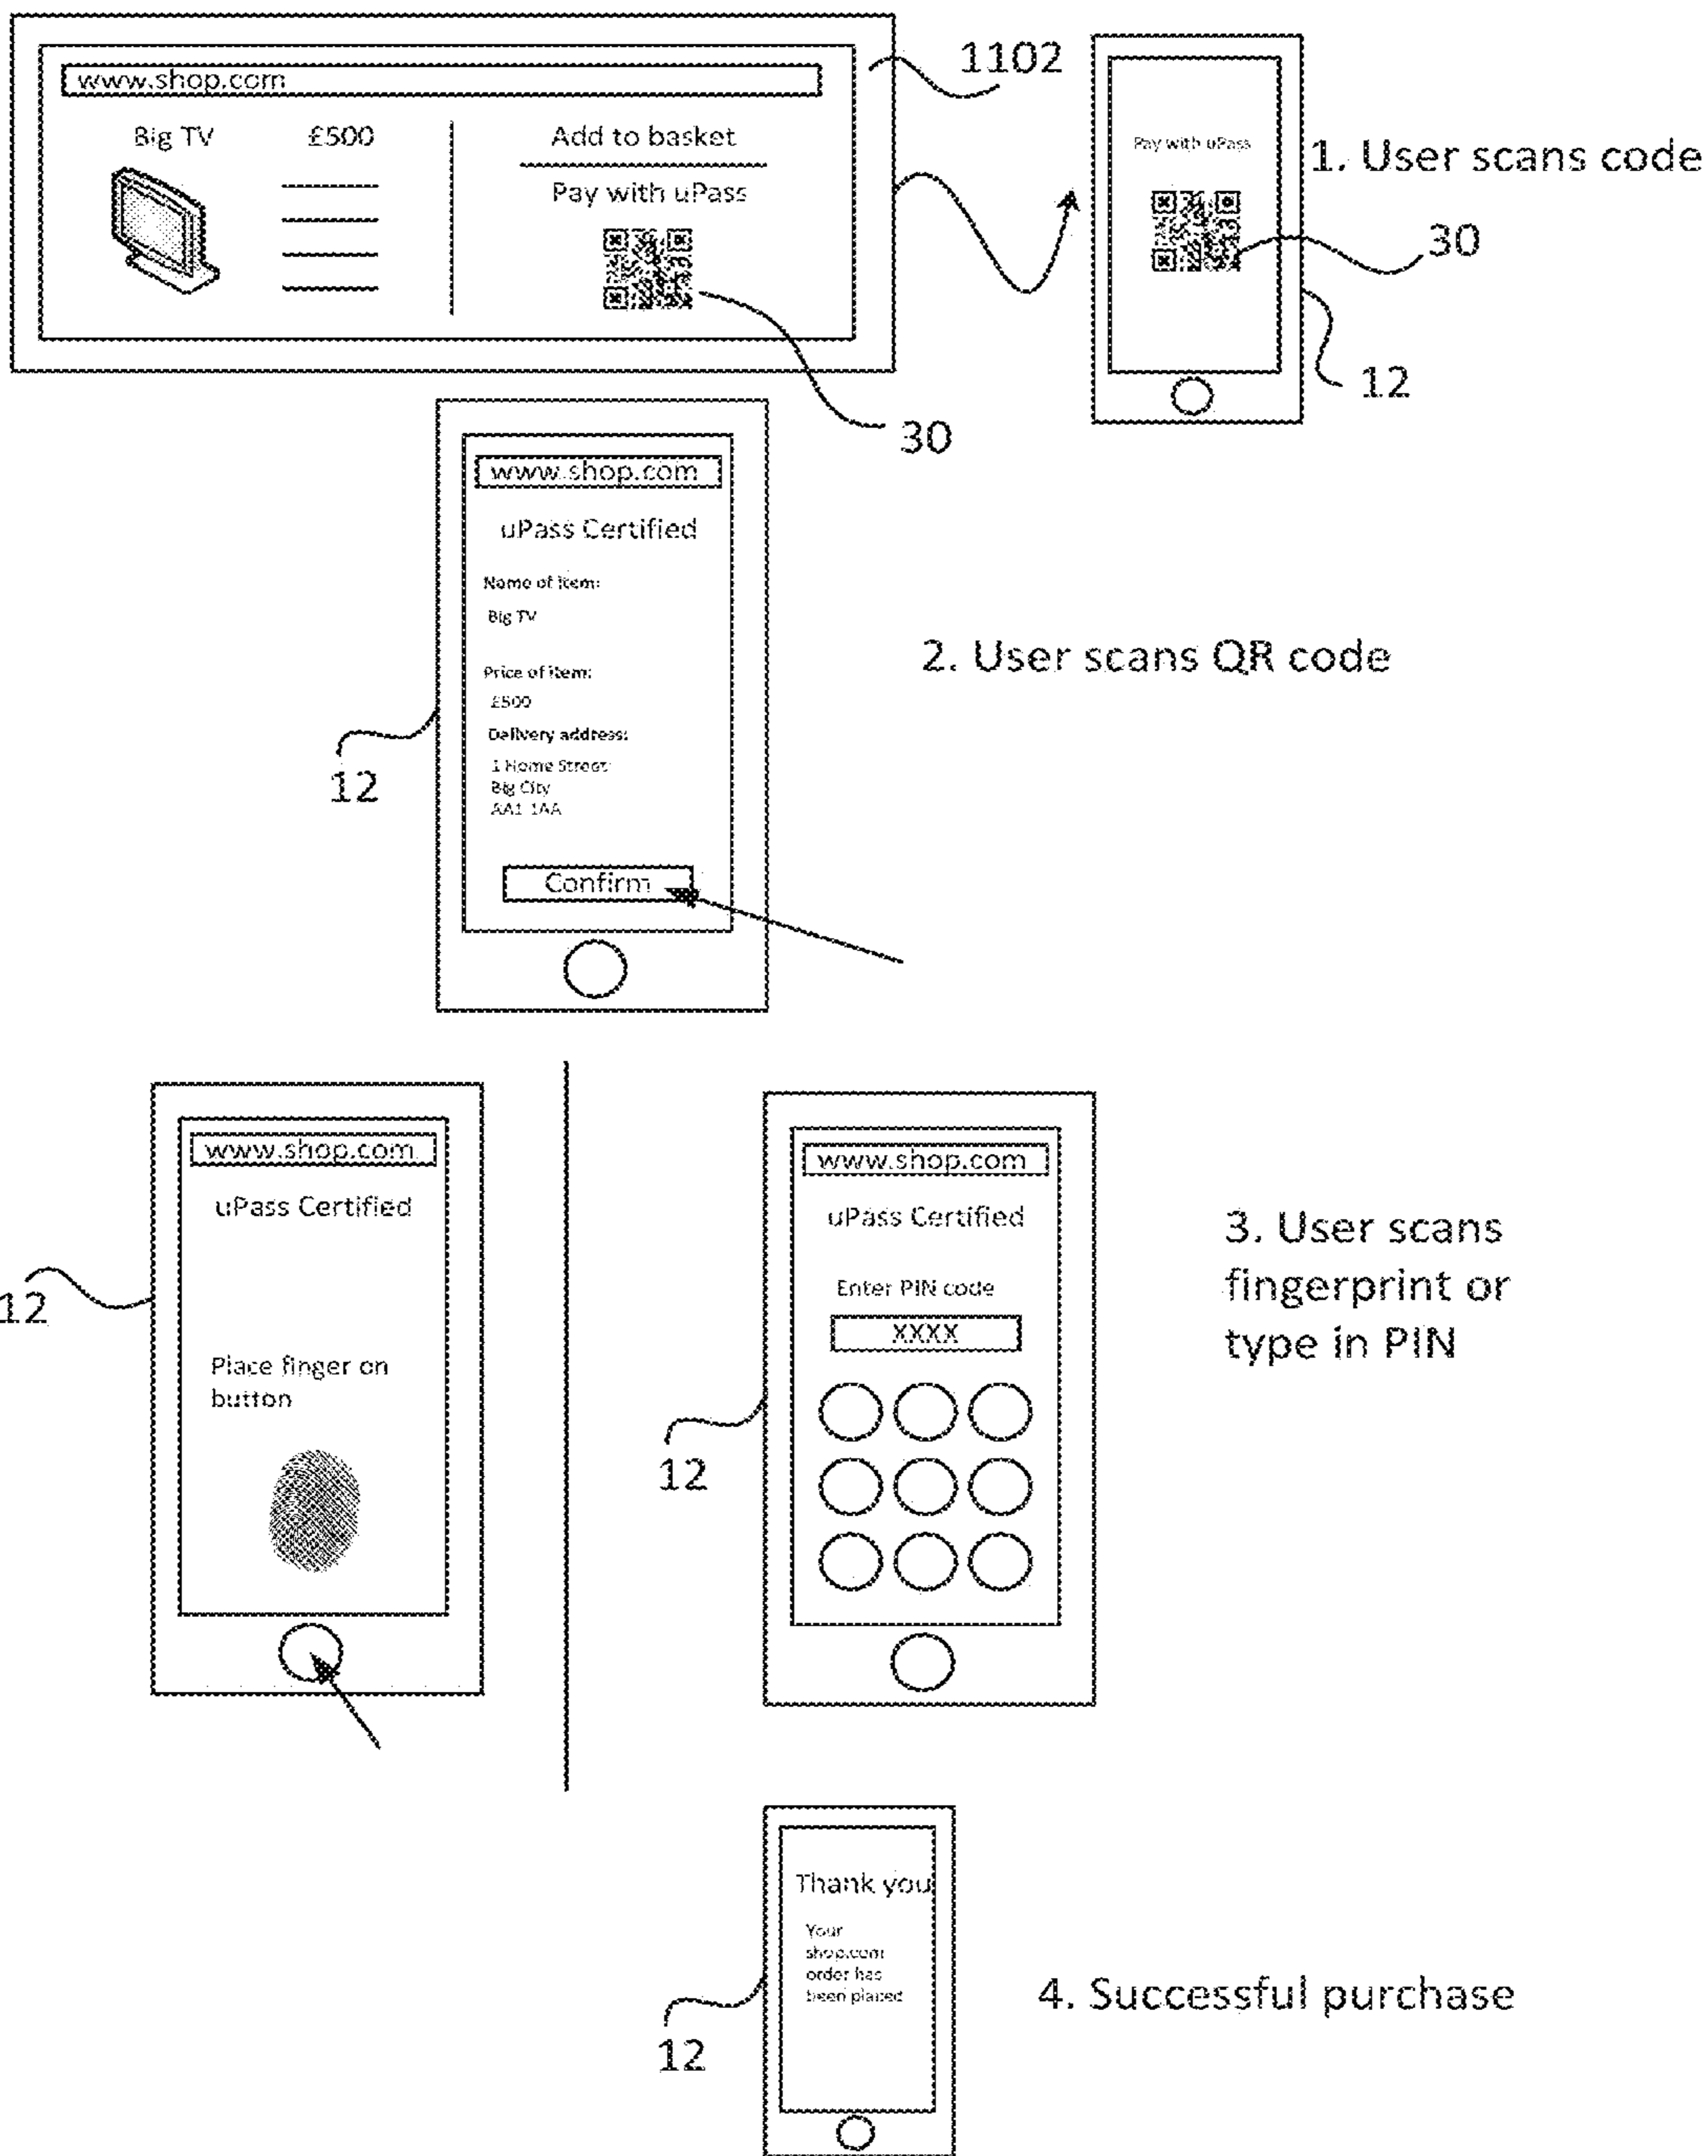 www.shop.com
1102
Big TV
£500
Add to basket
Pay with uPass
30
Pay with uPass
1. User scans code
30
12
www.shop.com
uPass Certified
Name of item:
Big TV
Price of item:
£500
Delivery address:
1 Home Street
Big City
AA1 1AA
Confirm
12
2. User scans QR code
www.shop.com
uPass Certified
Place finger on
button
12
www.shop.com
uPass Certified
Enter PIN code
XXXX
12
3. User scans
fingerprint or
type in PIN
Thank you
Your
shop.com
order has
been placed
12
4. Successful purchase